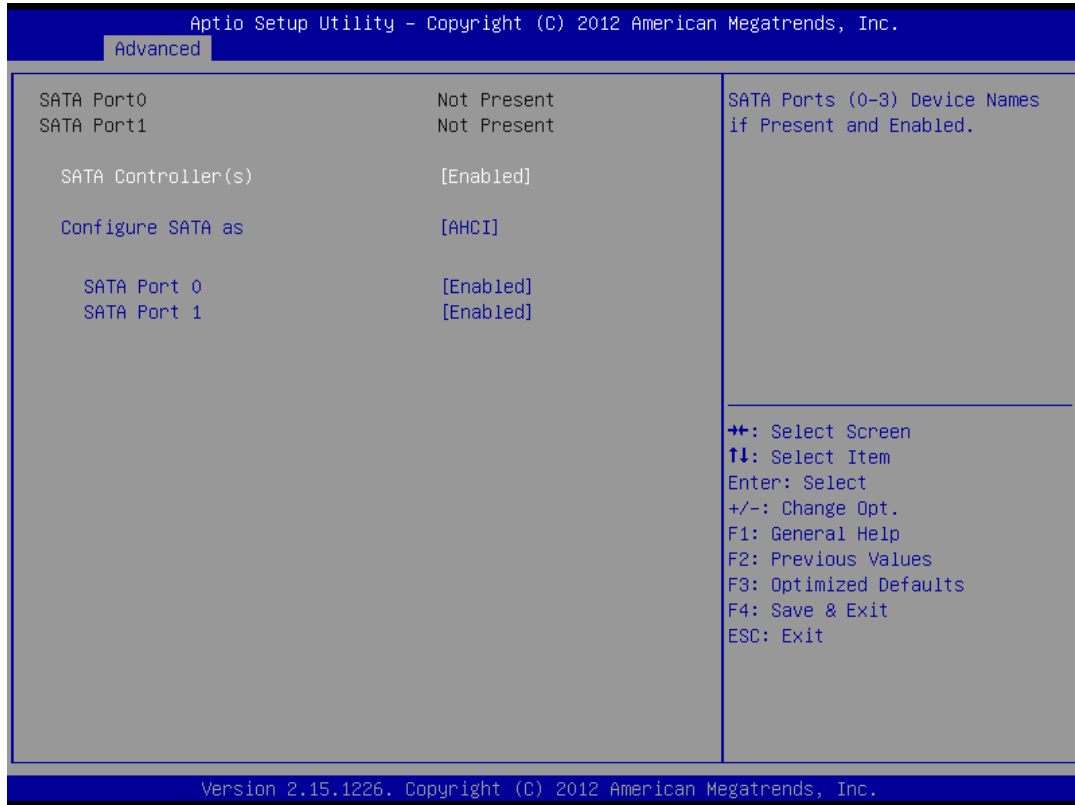 Aptio Setup Utility – Copyright (C) 2012 American Megatrends, Inc.
Advanced
SATA Port0 Not Present
SATA Port1 Not Present
SATA Controller(s) [Enabled]
Configure SATA as [AHCI]
SATA Port 0 [Enabled]
SATA Port 1 [Enabled]
SATA Ports (0-3) Device Names
if Present and Enabled.
→←: Select Screen
↑↓: Select Item
Enter: Select
+/-: Change Opt.
F1: General Help
F2: Previous Values
F3: Optimized Defaults
F4: Save & Exit
ESC: Exit
Version 2.15.1226. Copyright (C) 2012 American Megatrends, Inc.